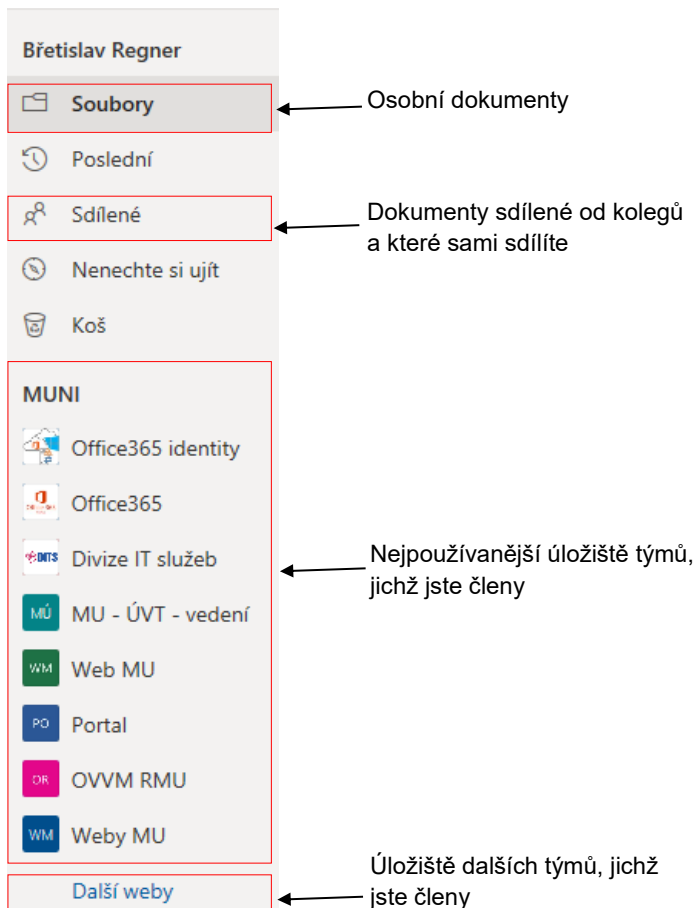 Břetislav Regner
Soubory
Osobní dokumenty
Poslední
Sdílené
Dokumenty sdílené od kolegů
a které sami sdílíte
Nenechte si ujít
Koš
MUNI
Office365 identity
Office365
DITS Divize IT služeb
Nejpoužívanější úložiště týmů,
jichž jste členy
MÚ MU - ÚVT - vedení
WM Web MU
PO Portal
OR OVVM RMU
WM Weby MU
Další weby
Úložiště dalších týmů, jichž
jste členy